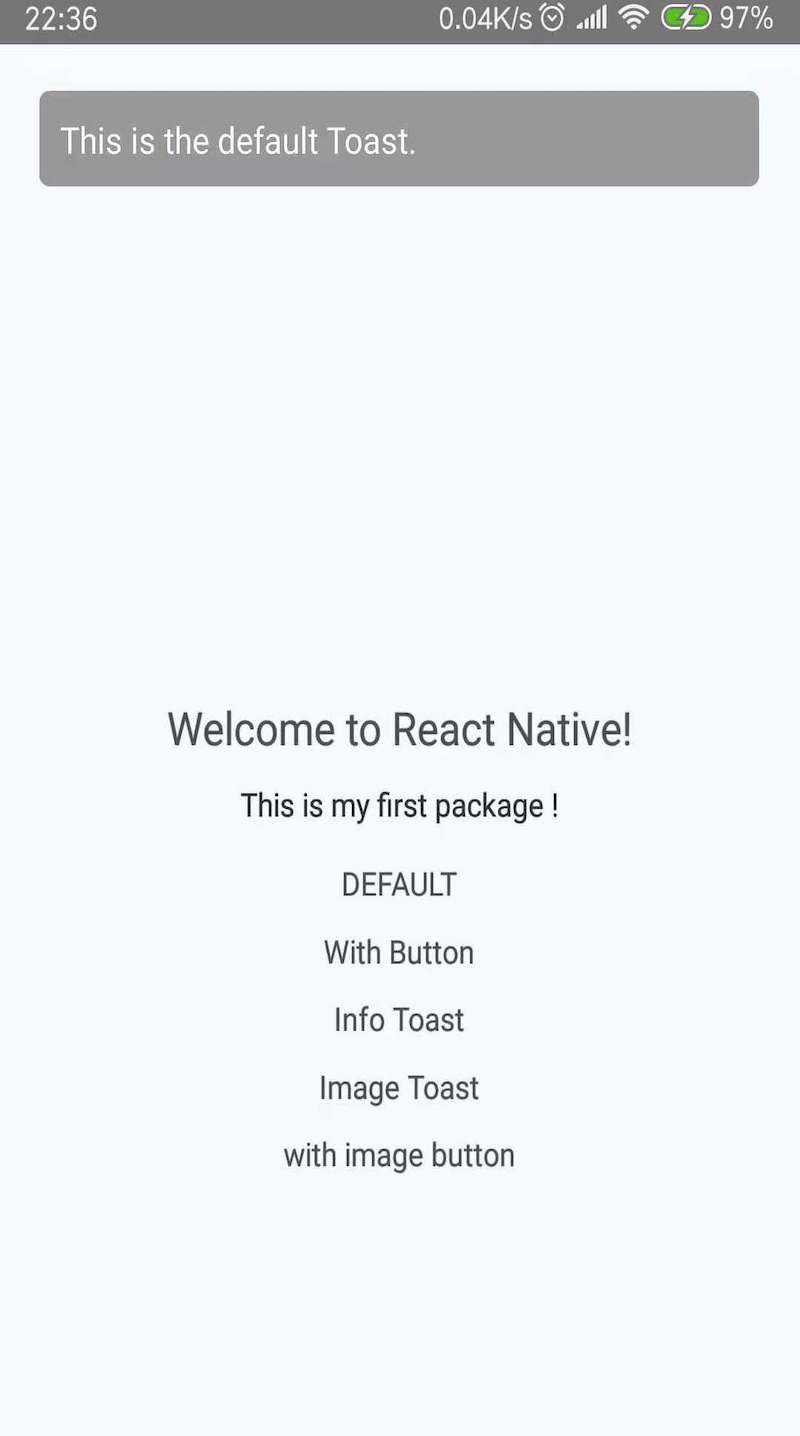 22:36 0.04K/s 97%
This is the default Toast.
Welcome to React Native!
This is my first package !
DEFAULT
With Button
Info Toast
Image Toast
with image button